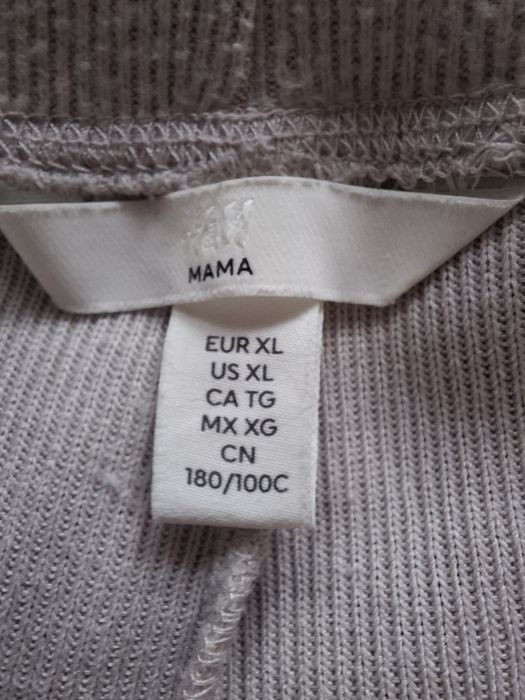 H&M
MAMA
EUR XL
US XL
CA TG
MX XG
CN
180/100C